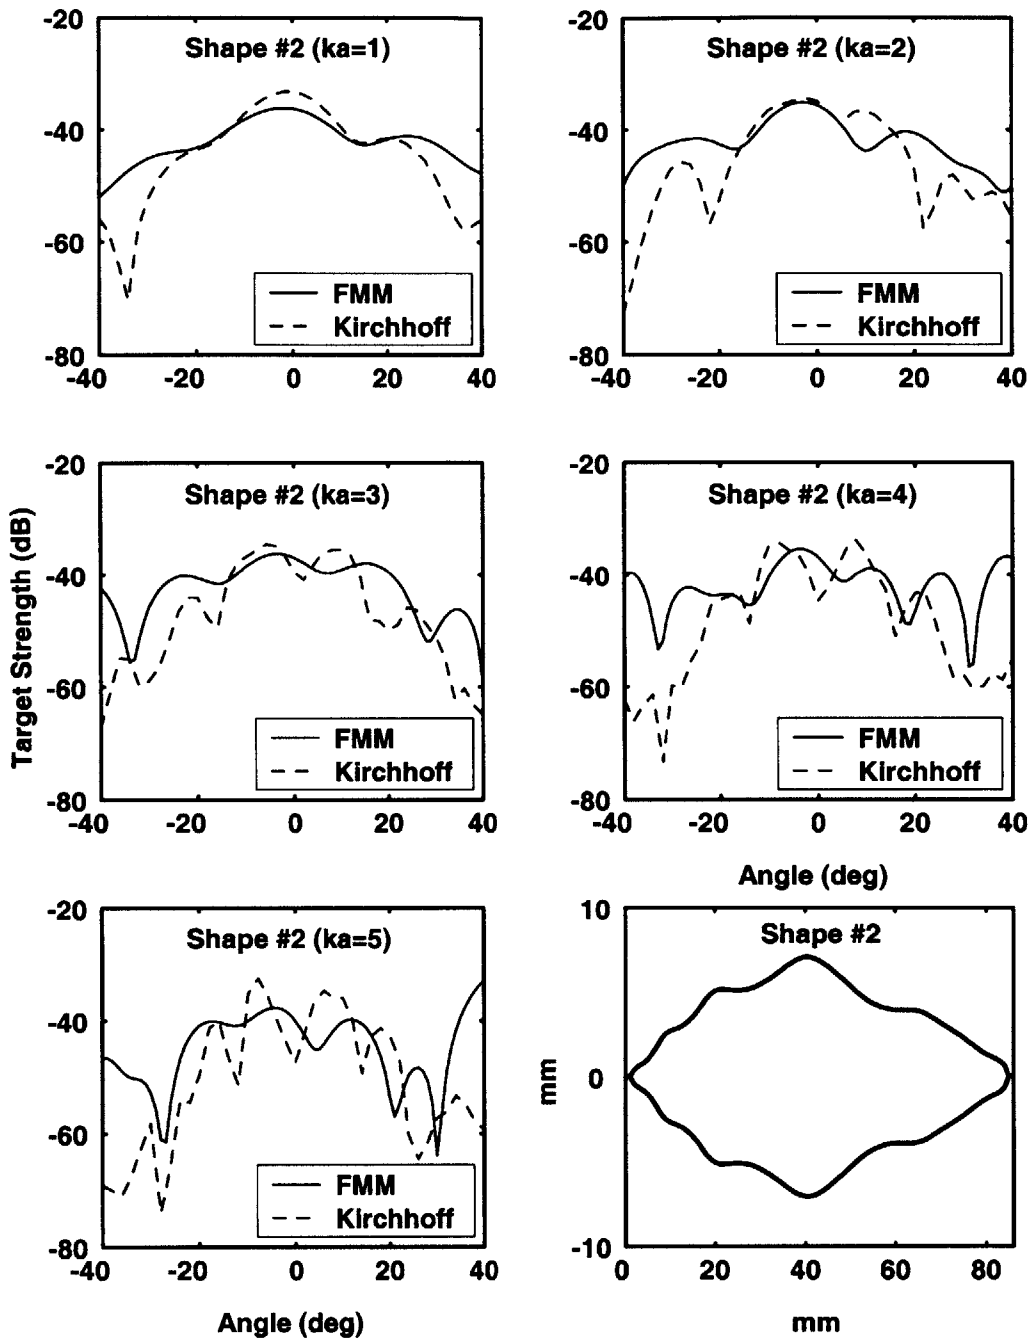 Shape #2 (ka=1)
-20
-40
-60
-80
FMM
Kirchhoff
-40 -20 0 20 40
Shape #2 (ka=2)
-20
-40
-60
-80
FMM
Kirchhoff
-40 -20 0 20 40
Target Strength (dB)
Shape #2 (ka=3)
-20
-40
-60
-80
FMM
Kirchhoff
-40 -20 0 20 40
Shape #2 (ka=4)
-20
-40
-60
-80
FMM
Kirchhoff
-40 -20 0 20 40
Angle (deg)
Shape #2 (ka=5)
-20
-40
-60
-80
FMM
Kirchhoff
-40 -20 0 20 40
Angle (deg)
Shape #2
10
0
-10
mm
0 20 40 60 80
mm